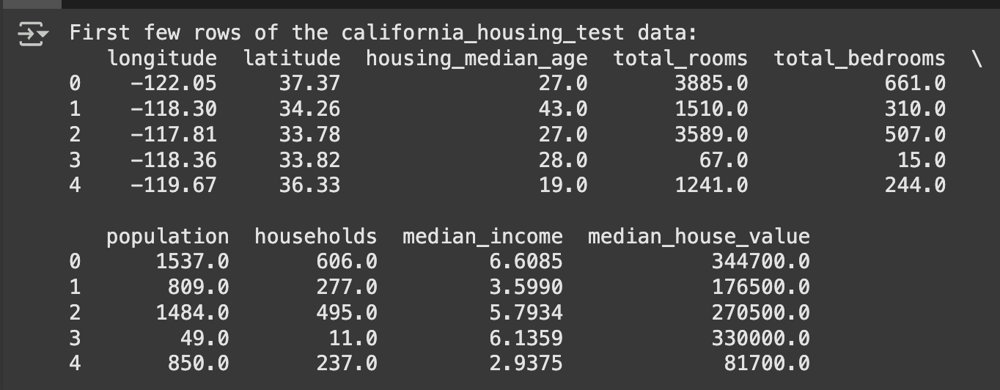 First few rows of the california_housing_test data:
   longitude  latitude  housing_median_age  total_rooms  total_bedrooms  \
0    -122.05     37.37                27.0       3885.0           661.0
1    -118.30     34.26                43.0       1510.0           310.0
2    -117.81     33.78                27.0       3589.0           507.0
3    -118.36     33.82                28.0         67.0            15.0
4    -119.67     36.33                19.0       1241.0           244.0

   population  households  median_income  median_house_value
0      1537.0       606.0         6.6085            344700.0
1       809.0       277.0         3.5990            176500.0
2      1484.0       495.0         5.7934            270500.0
3        49.0        11.0         6.1359            330000.0
4       850.0       237.0         2.9375             81700.0